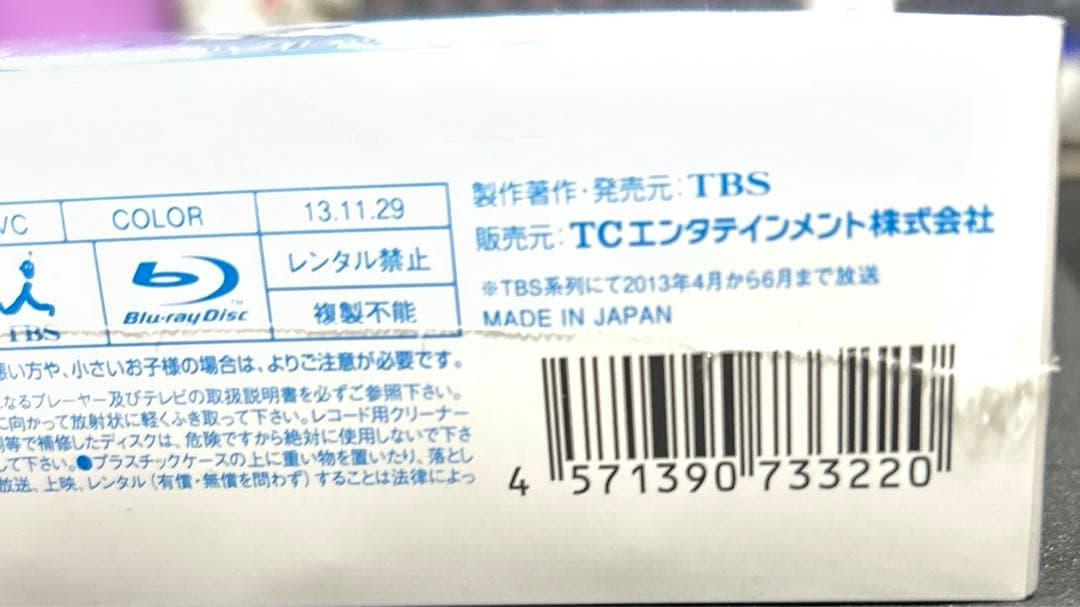 VC COLOR 13.11.29
レンタル禁止
複製不能
TBS
Blu-ray Disc™
製作著作・発売元：TBS
販売元：TCエンタテインメント株式会社
※TBS系列にて2013年4月から6月まで放送
MADE IN JAPAN
悪い方や、小さいお子様の場合は、よりご注意が必要です。
なるプレーヤー及びテレビの取扱説明書を必ずご参照下さい。
に向かって放射状に軽くふき取って下さい。レコード用クリーナー
剤等で補修したディスクは、危険ですから絶対に使用しないで下さ
して下さい。●プラスチックケースの上に重い物を置いたり、落とし
放送、上映、レンタル（有償・無償を問わず）することは法律によっ
4 571390 733220